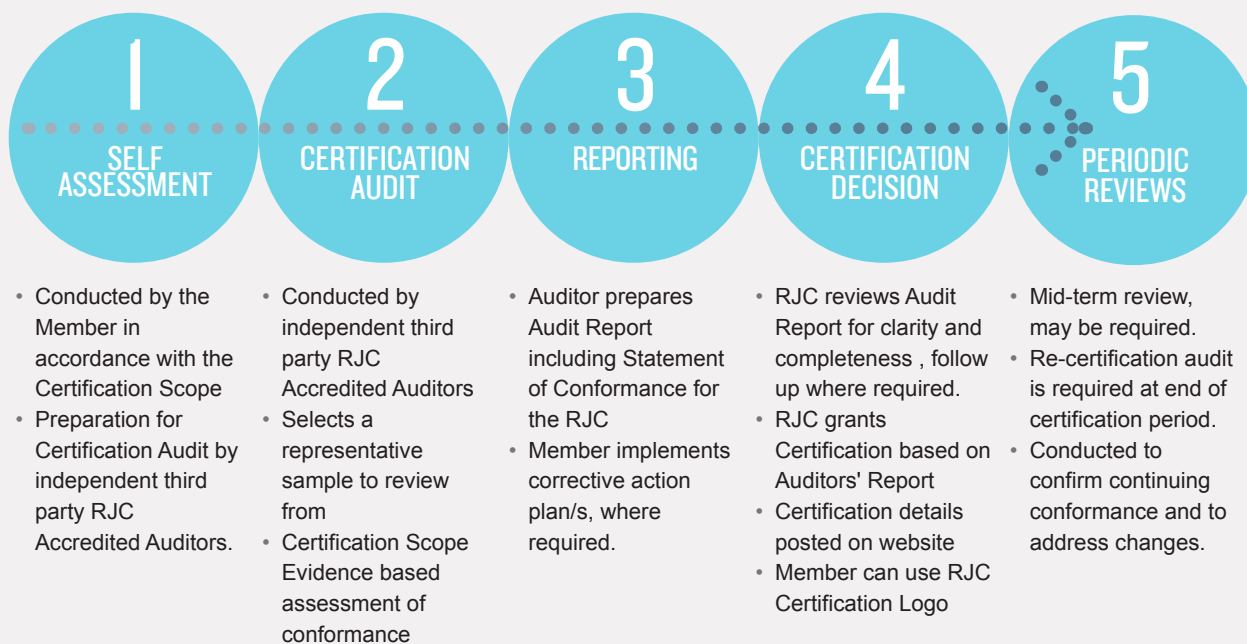 1
SELF
ASSESSMENT
• Conducted by the
Member in
accordance with the
Certification Scope
• Preparation for
Certification Audit by
independent third
party RJC
Accredited Auditors.
2
CERTIFICATION
AUDIT
• Conducted by
independent third
party RJC
Accredited Auditors
• Selects a
representative
sample to review
from
• Certification Scope
Evidence based
assessment of
conformance
3
REPORTING
• Auditor prepares
Audit Report
including Statement
of Conformance for
the RJC
• Member implements
corrective action
plan/s, where
required.
4
CERTIFICATION
DECISION
• RJC reviews Audit
Report for clarity and
completeness , follow
up where required.
• RJC grants
Certification based on
Auditors' Report
• Certification details
posted on website
• Member can use RJC
Certification Logo
5
PERIODIC
REVIEWS
• Mid-term review,
may be required.
• Re-certification audit
is required at end of
certification period.
• Conducted to
confirm continuing
conformance and to
address changes.